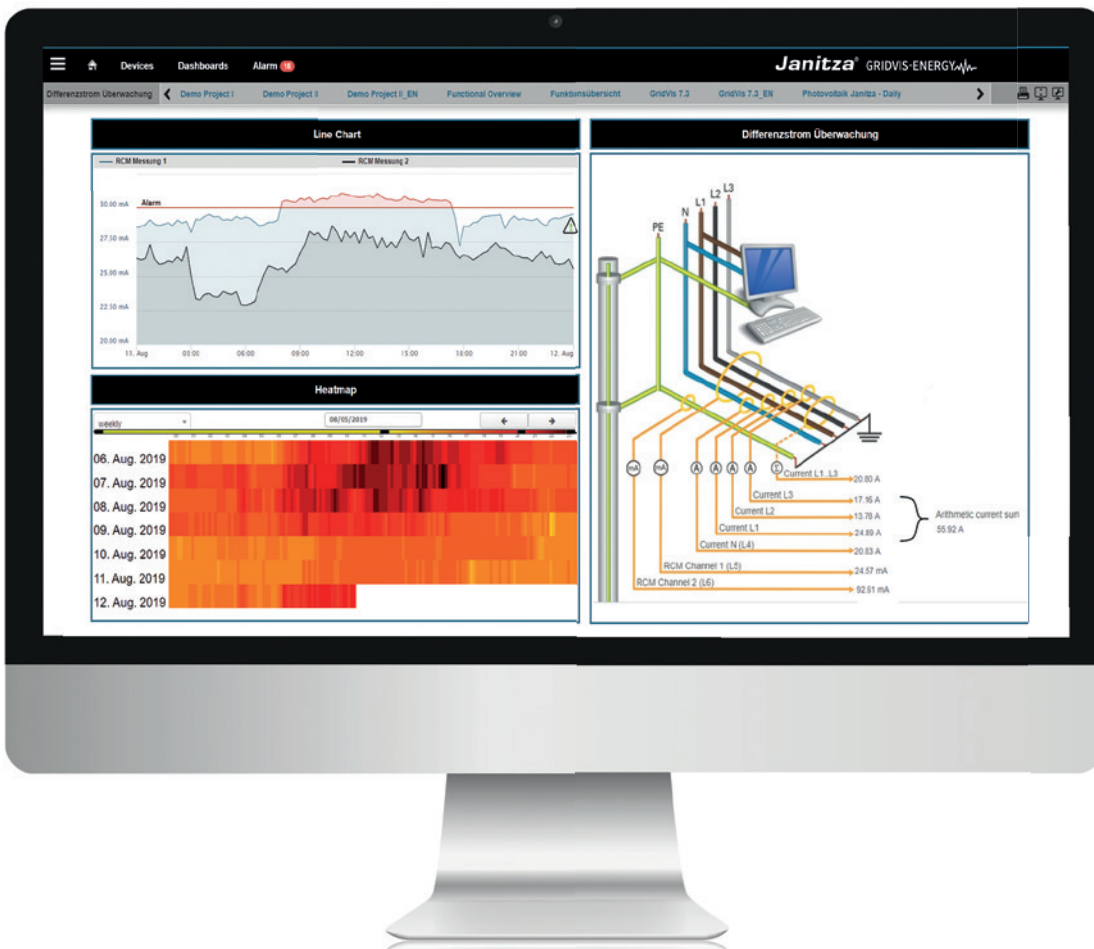 Devices Dashboards Alarm 18 Janitza® GRIDVIS-ENERGY
Differenzstrom Überwachung Demo Project I Demo Project II Demo Project II_EN Functional Overview Funktionsübersicht GridVis 7.3 GridVis 7.3_EN Photovoltaik Janitza - Daily
Line Chart
RCM Messung 1 RCM Messung 2
30.00 mA
Alarm
27.50 mA
25.00 mA
22.50 mA
20.00 mA
11. Aug 03:00 06:00 09:00 12:00 15:00 18:00 21:00 12. Aug
Heatmap
weekly 08/05/2019
06. Aug. 2019
07. Aug. 2019
08. Aug. 2019
09. Aug. 2019
10. Aug. 2019
11. Aug. 2019
12. Aug. 2019
Differenzstrom Überwachung
PE N L1 L2 L3
mA mA A A A A Σ
Current L1..L3 20.80 A
Current L3 17.16 A
Current L2 13.78 A
Current L1 24.89 A
Current N (L4) 20.83 A
RCM Channel 1 (L5) 24.57 mA
RCM Channel 2 (L6) 92.61 mA
Arithmetic current sum
55.92 A